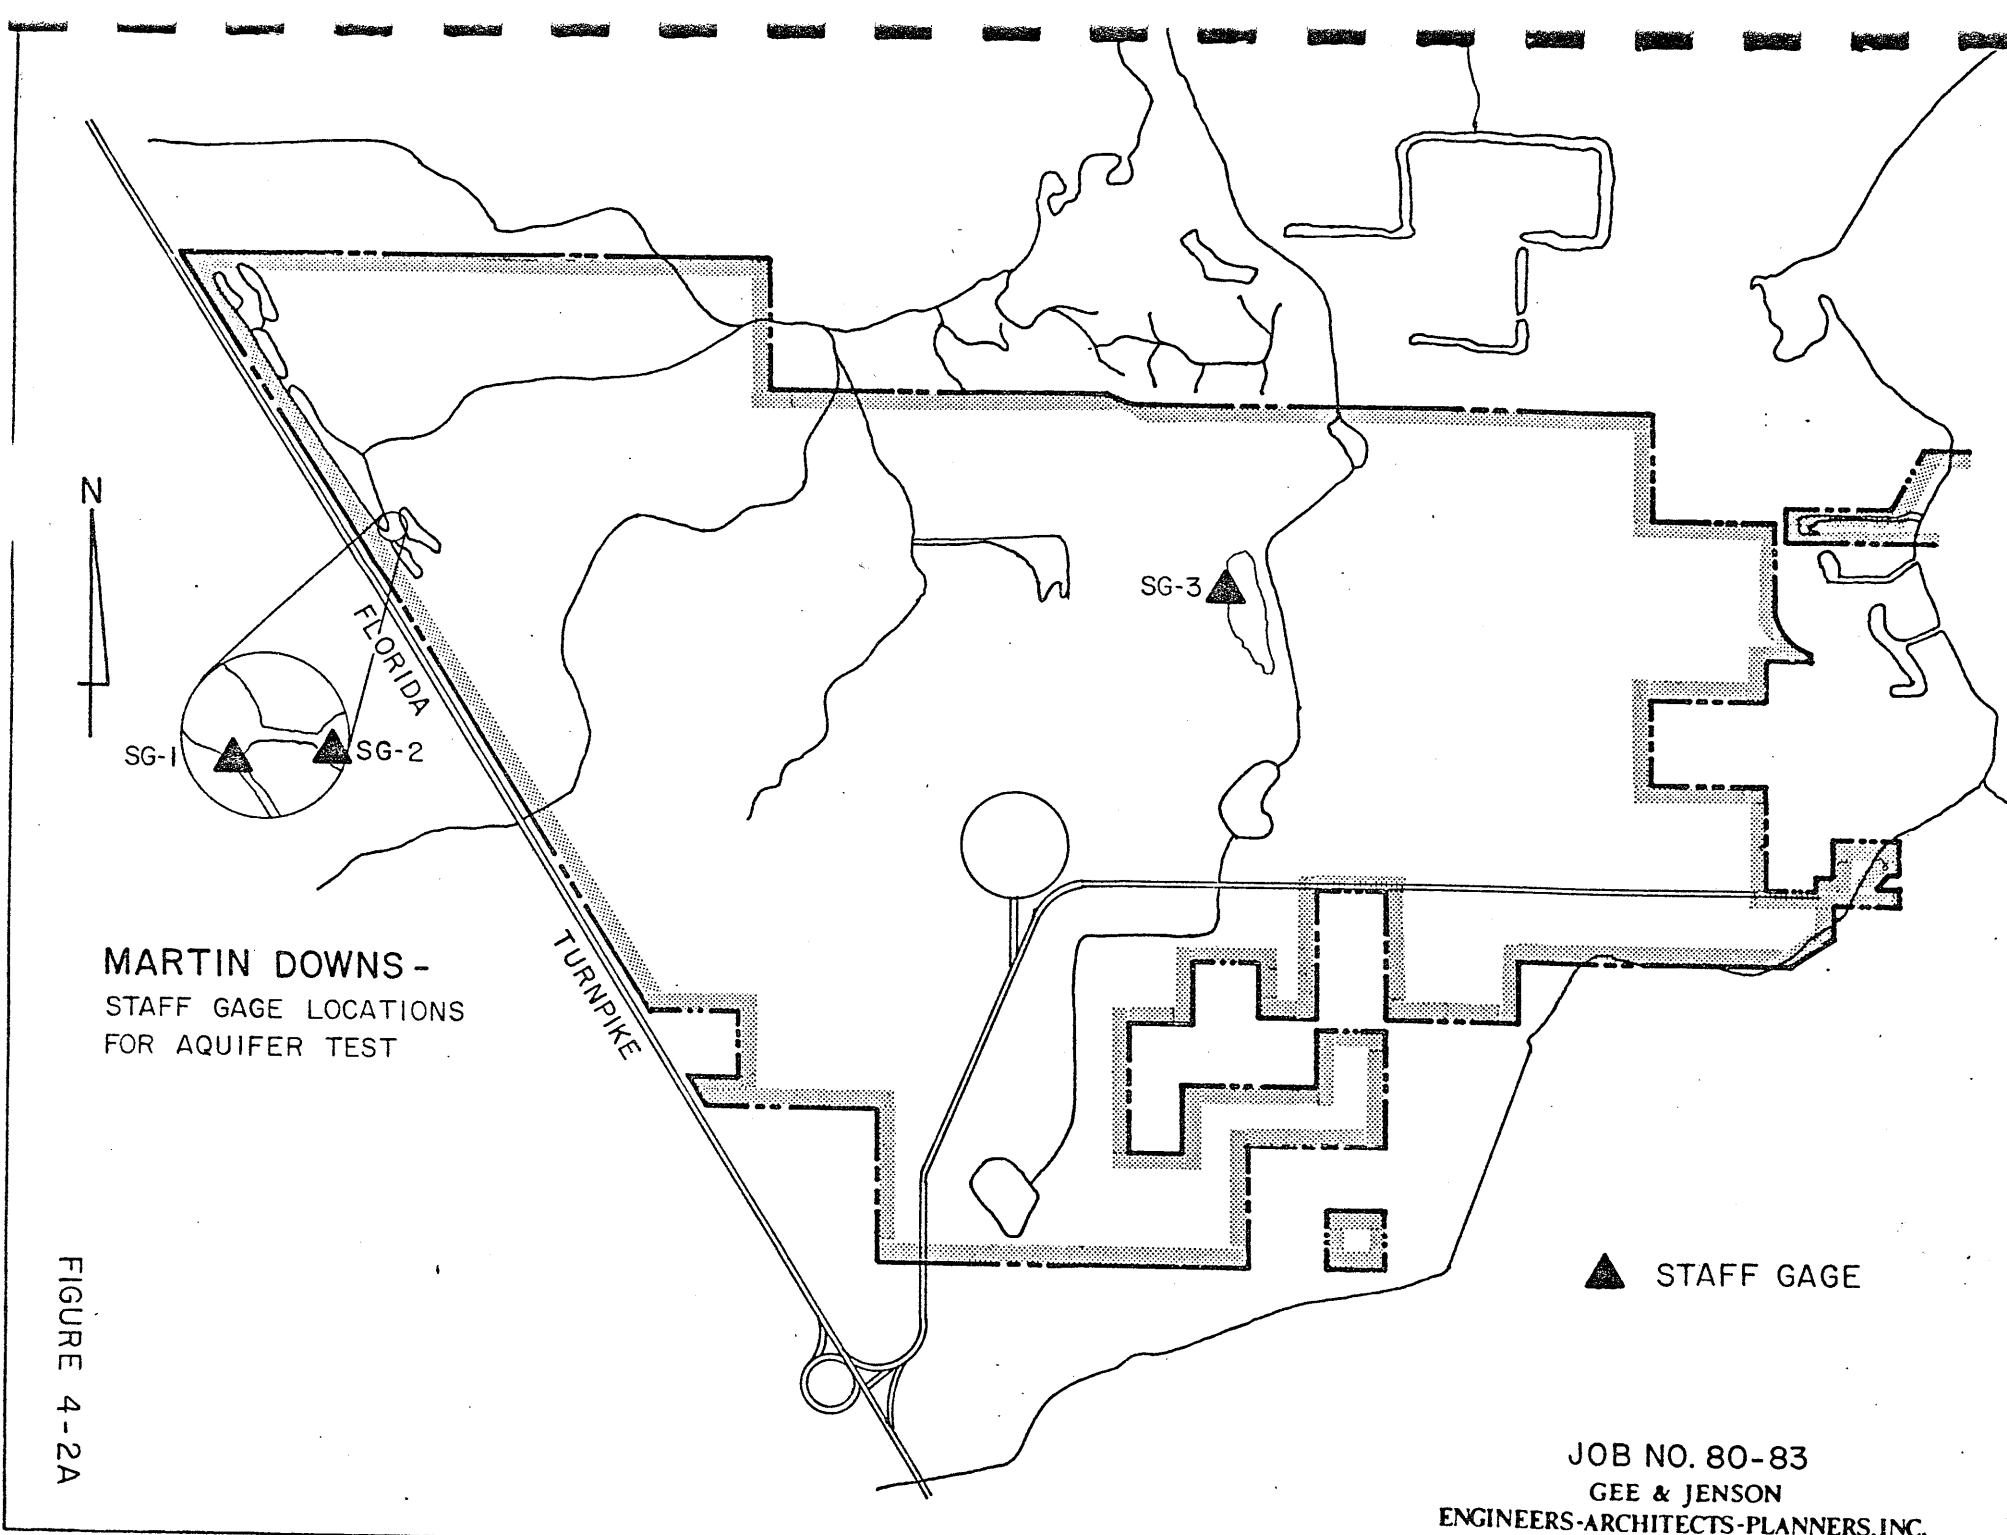 N
SG-3
FLORIDA
SG-1
SG-2
MARTIN DOWNS-
STAFF GAGE LOCATIONS
FOR AQUIFER TEST
TURNPIKE
STAFF GAGE
FIGURE 4-2A
JOB NO. 80-83
GEE & JENSON
ENGINEERS-ARCHITECTS-PLANNERS, INC.